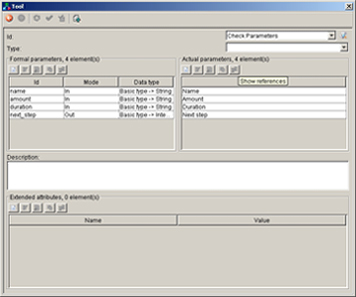 Tool
Id:
Check Parameters
Type:
Formal parameters, 4 element(s)
Id Mode Data type
name In Basic type -> String
amount In Basic type -> String
duration In Basic type -> String
next_step Out Basic type -> Inte
Actual parameters, 4 element(s)
Show references
Name
Amount
Duration
Next step
Description:
Extended attributes, 0 element(s)
Name Value